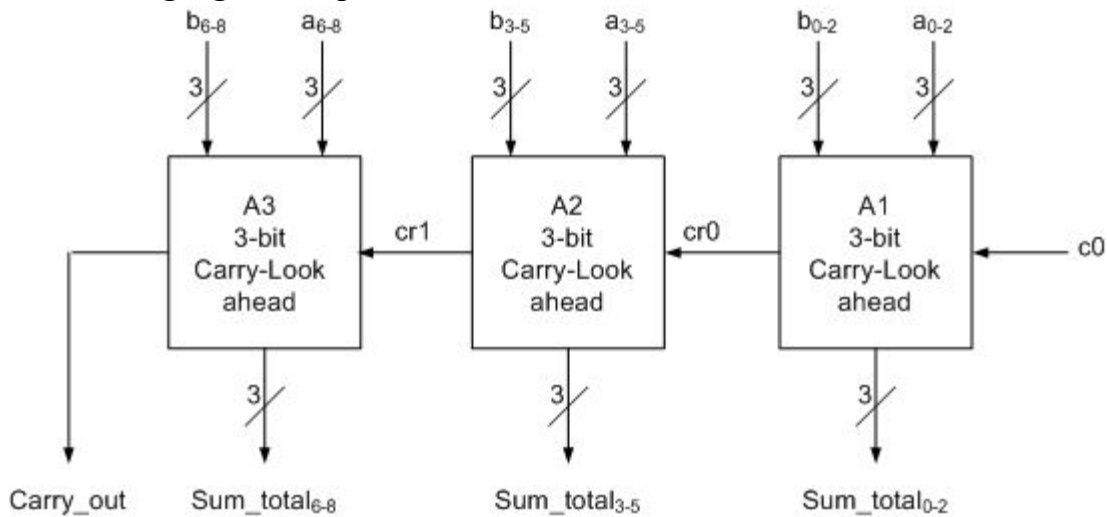 b6-8 a6-8 b3-5 a3-5 b0-2 a0-2
3 3 3 3 3 3
A3
3-bit
Carry-Look
ahead
cr1
A2
3-bit
Carry-Look
ahead
cr0
A1
3-bit
Carry-Look
ahead
c0
3 3 3
Carry_out Sum_total6-8 Sum_total3-5 Sum_total0-2